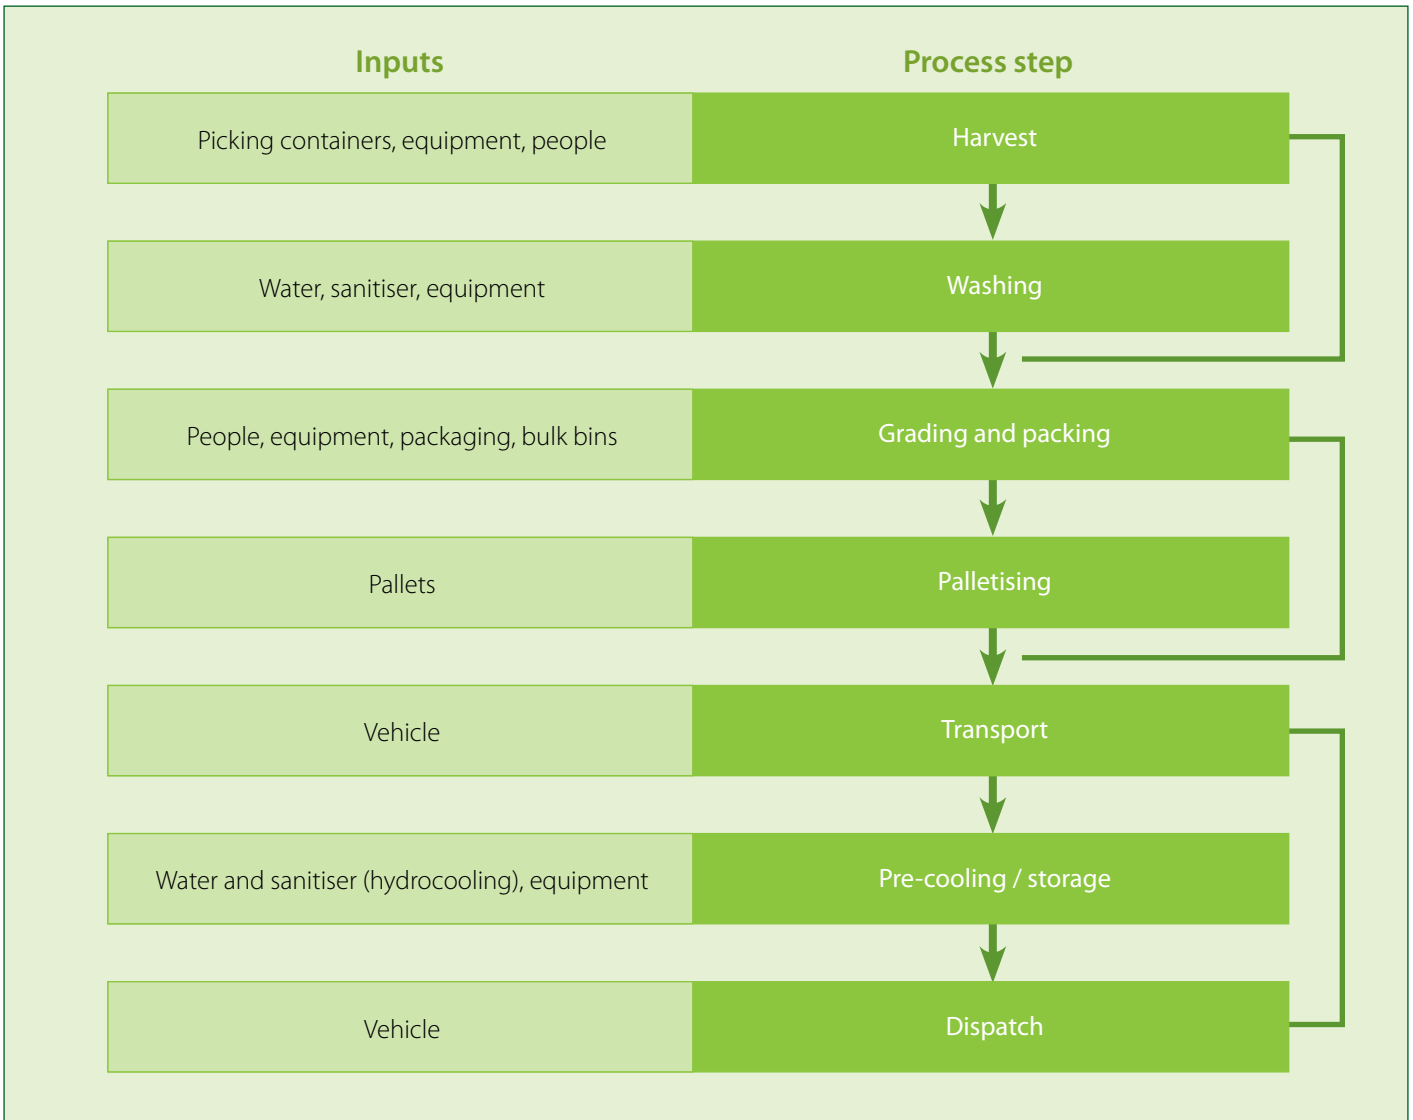 Inputs
Process step
Picking containers, equipment, people
Harvest
Water, sanitiser, equipment
Washing
People, equipment, packaging, bulk bins
Grading and packing
Pallets
Palletising
Vehicle
Transport
Water and sanitiser (hydrocooling), equipment
Pre-cooling / storage
Vehicle
Dispatch